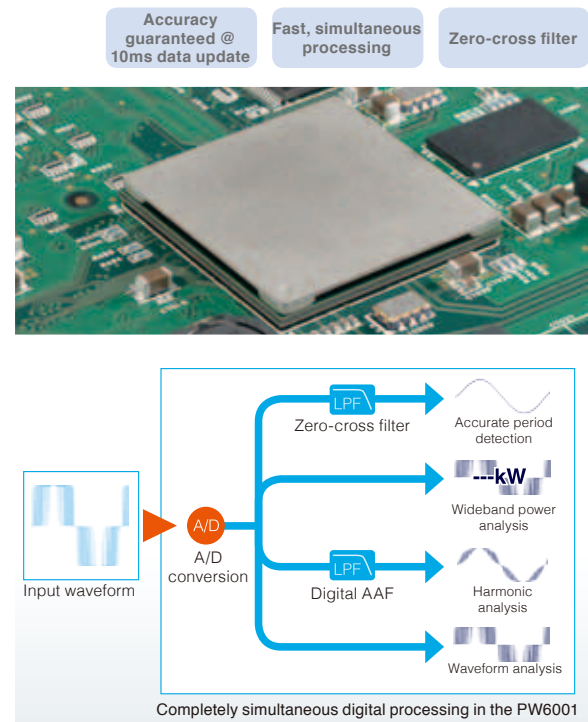 Accuracy
guaranteed @
10ms data update
Fast, simultaneous
processing
Zero-cross filter
LPF
Zero-cross filter
Accurate period
detection
---kW
Wideband power
analysis
Input waveform
A/D
A/D
conversion
LPF
Digital AAF
Harmonic
analysis
Waveform analysis
Completely simultaneous digital processing in the PW6001